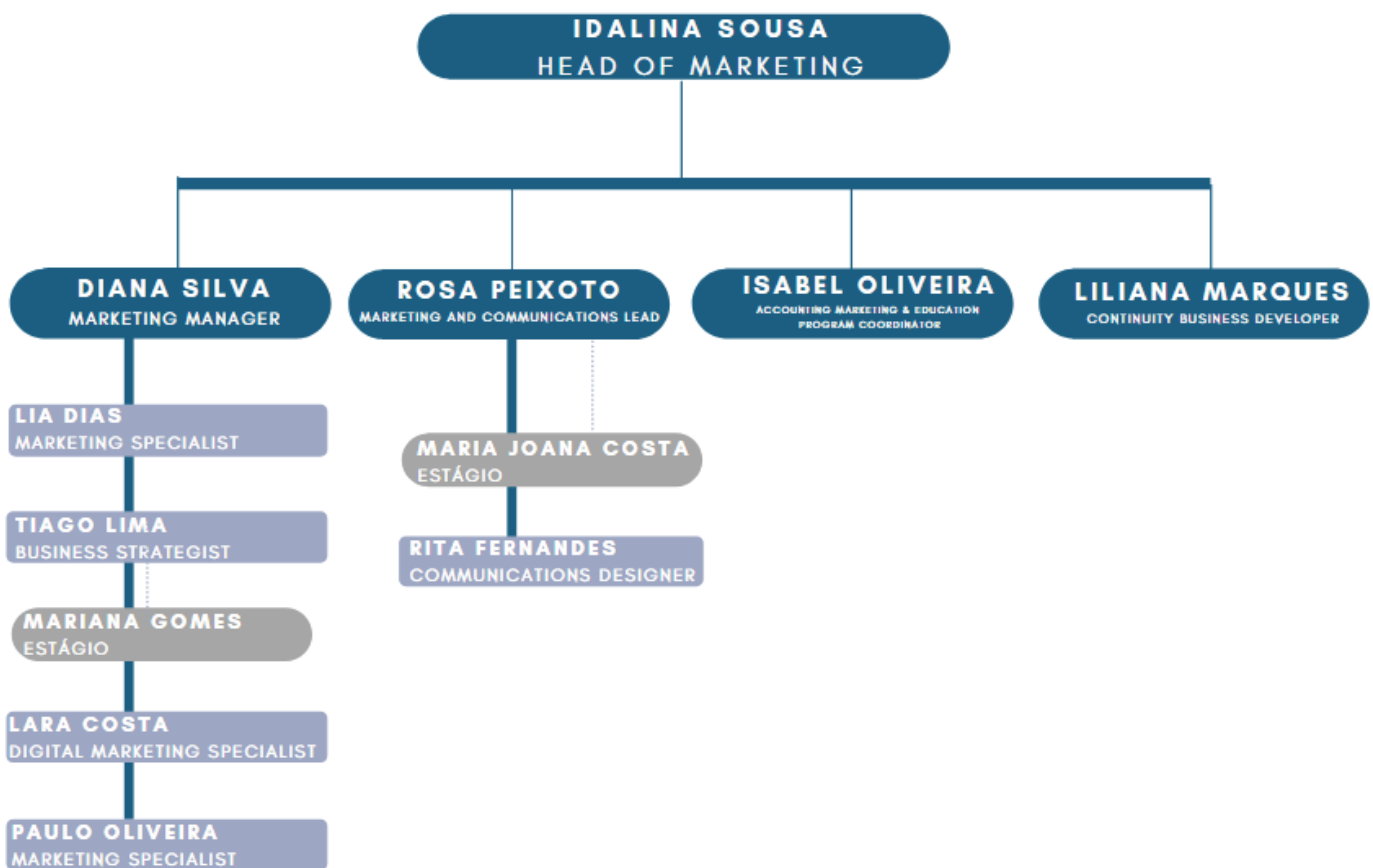 IDALINA SOUSA
HEAD OF MARKETING
DIANA SILVA
MARKETING MANAGER
ROSA PEIXOTO
MARKETING AND COMMUNICATIONS LEAD
ISABEL OLIVEIRA
ACCOUNTING MARKETING & EDUCATION
PROGRAM COORDINATOR
LILIANA MARQUES
CONTINUITY BUSINESS DEVELOPER
LIA DIAS
MARKETING SPECIALIST
TIAGO LIMA
BUSINESS STRATEGIST
MARIANA GOMES
ESTÁGIO
LARA COSTA
DIGITAL MARKETING SPECIALIST
PAULO OLIVEIRA
MARKETING SPECIALIST
MARIA JOANA COSTA
ESTÁGIO
RITA FERNANDES
COMMUNICATIONS DESIGNER